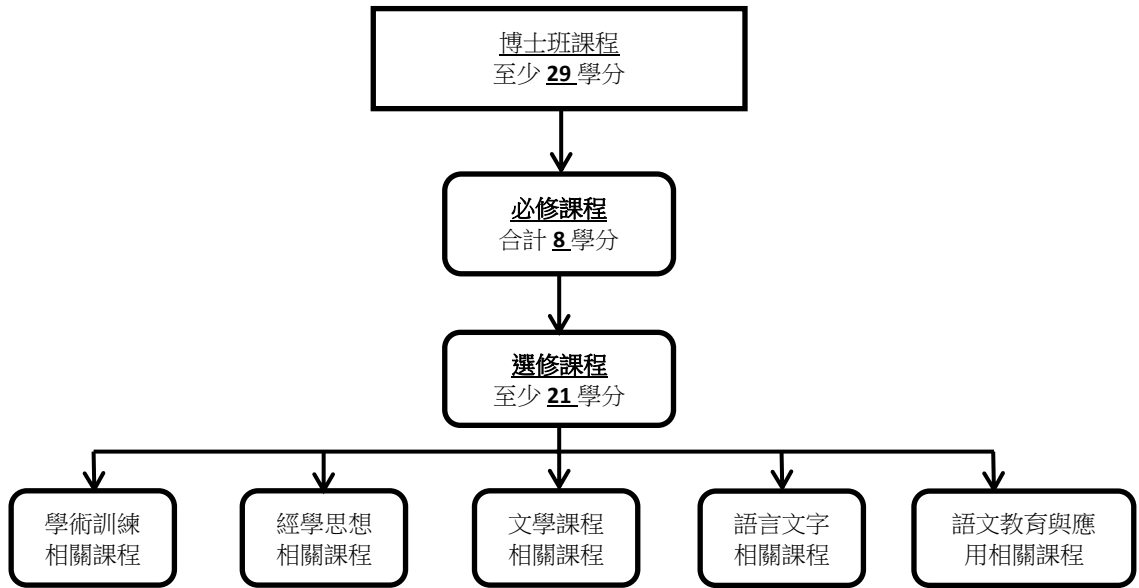 博士班課程
至少 29 學分
必修課程
合計 8 學分
選修課程
至少 21 學分
學術訓練
相關課程
經學思想
相關課程
文學課程
相關課程
語言文字
相關課程
語文教育與應
用相關課程